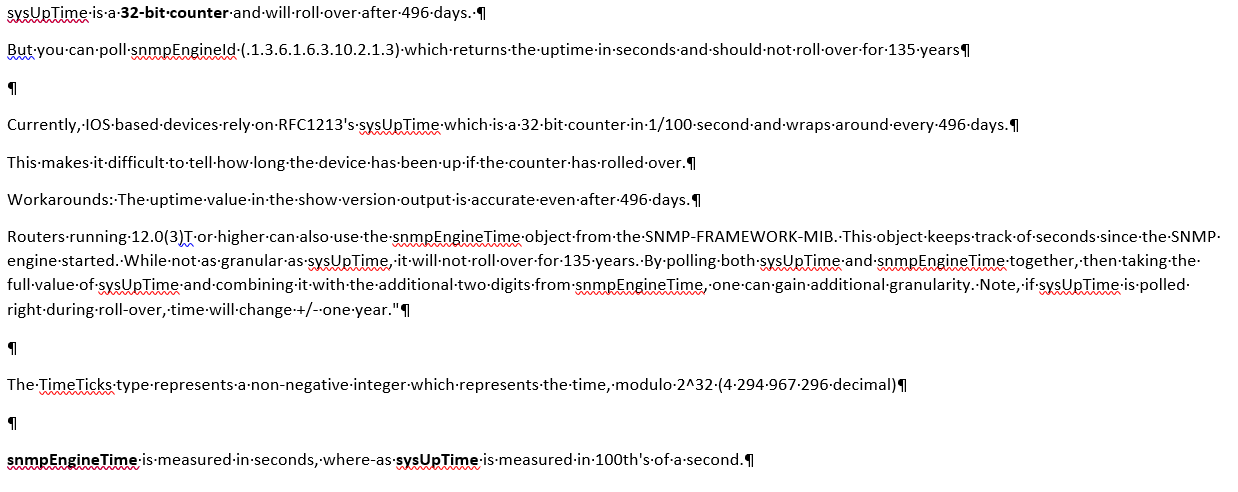 sysUpTime is a 32-bit counter and will roll over after 496 days. ¶
But you can poll snmpEngineId (.1.3.6.1.6.3.10.2.1.3) which returns the uptime in seconds and should not roll over for 135 years¶
¶
Currently, IOS based devices rely on RFC1213's sysUpTime which is a 32 bit counter in 1/100 second and wraps around every 496 days.¶
This makes it difficult to tell how long the device has been up if the counter has rolled over.¶
Workarounds: The uptime value in the show version output is accurate even after 496 days.¶
Routers running 12.0(3)T or higher can also use the snmpEngineTime object from the SNMP-FRAMEWORK-MIB. This object keeps track of seconds since the SNMP
engine started. While not as granular as sysUpTime, it will not roll over for 135 years. By polling both sysUpTime and snmpEngineTime together, then taking the
full value of sysUpTime and combining it with the additional two digits from snmpEngineTime, one can gain additional granularity. Note, if sysUpTime is polled
right during roll-over, time will change +/- one year."¶
¶
The TimeTicks type represents a non-negative integer which represents the time, modulo 2^32 (4 294 967 296 decimal)¶
¶
snmpEngineTime is measured in seconds, where-as sysUpTime is measured in 100th's of a second.¶